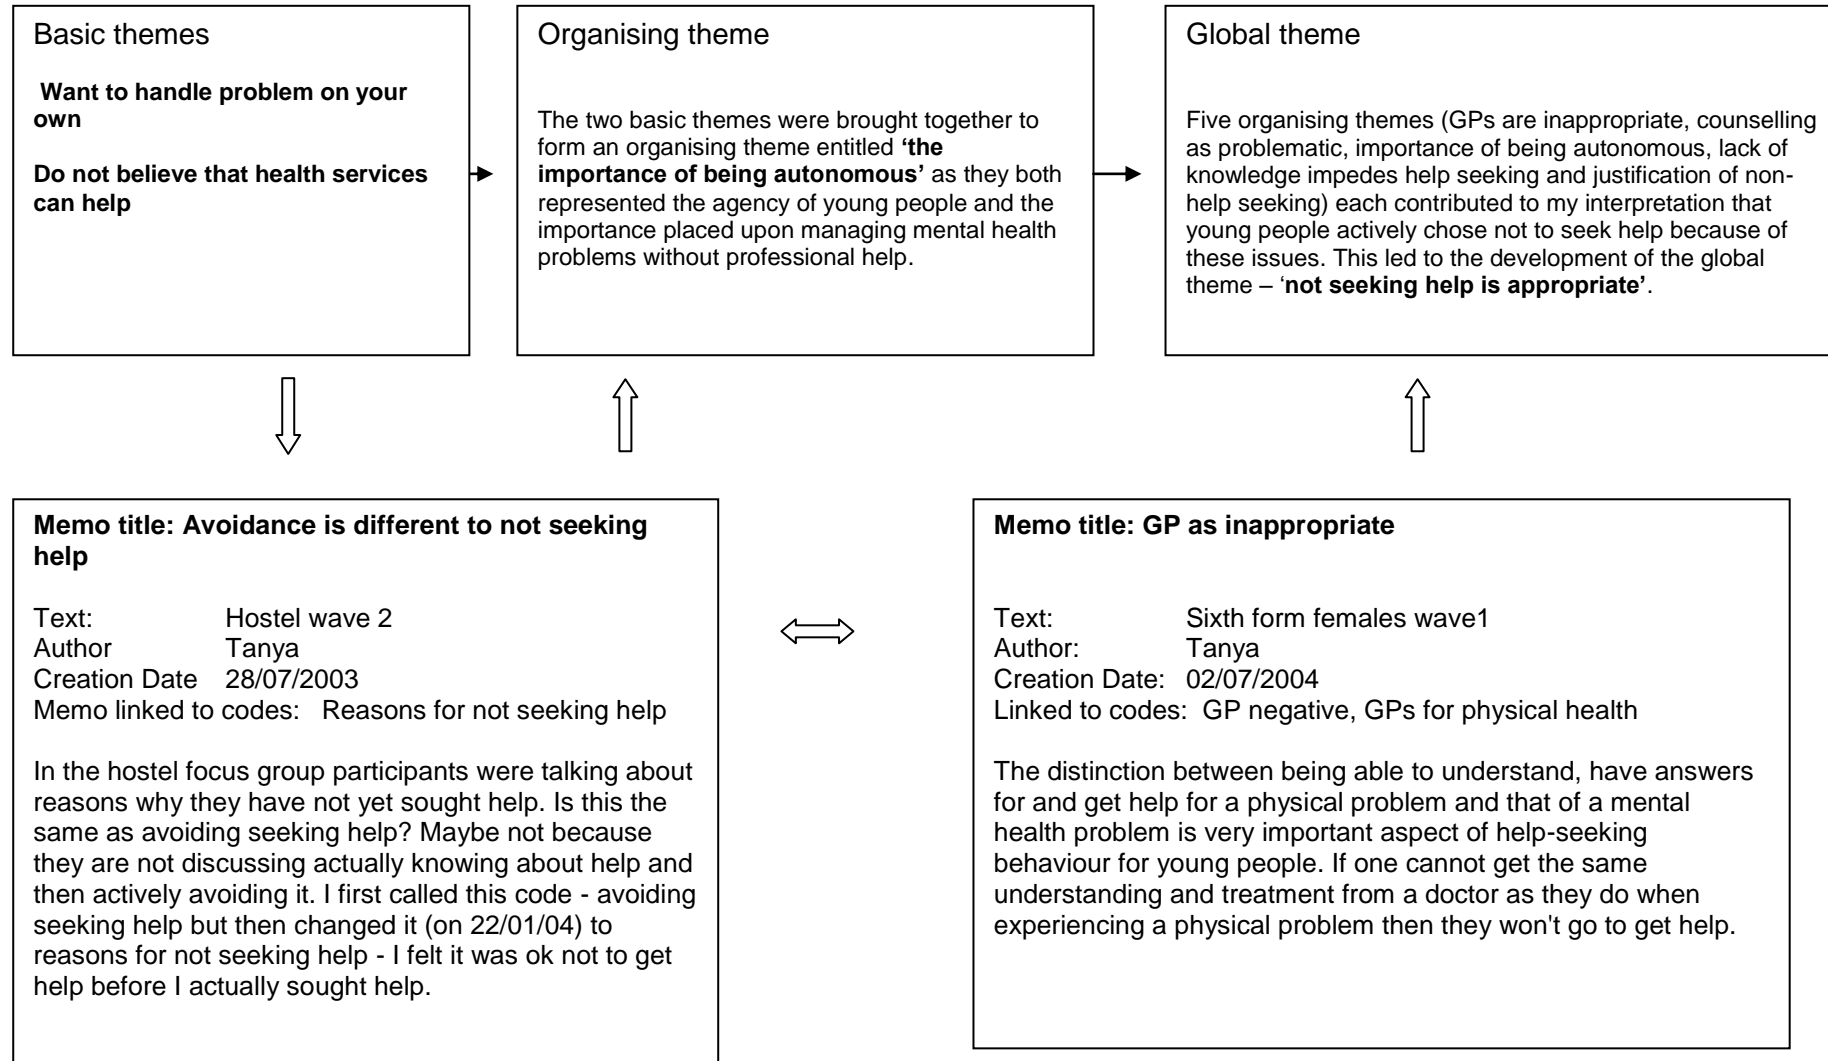 Basic themes
Want to handle problem on your
own
Do not believe that health services
can help
Organising theme
The two basic themes were brought together to
form an organising theme entitled ‘the
importance of being autonomous’ as they both
represented the agency of young people and the
importance placed upon managing mental health
problems without professional help.
Global theme
Five organising themes (GPs are inappropriate, counselling
as problematic, importance of being autonomous, lack of
knowledge impedes help seeking and justification of non-
help seeking) each contributed to my interpretation that
young people actively chose not to seek help because of
these issues. This led to the development of the global
theme – ‘not seeking help is appropriate’.
Memo title: Avoidance is different to not seeking
help
Text: Hostel wave 2
Author Tanya
Creation Date 28/07/2003
Memo linked to codes: Reasons for not seeking help
In the hostel focus group participants were talking about
reasons why they have not yet sought help. Is this the
same as avoiding seeking help? Maybe not because
they are not discussing actually knowing about help and
then actively avoiding it. I first called this code - avoiding
seeking help but then changed it (on 22/01/04) to
reasons for not seeking help - I felt it was ok not to get
help before I actually sought help.
Memo title: GP as inappropriate
Text: Sixth form females wave1
Author: Tanya
Creation Date: 02/07/2004
Linked to codes: GP negative, GPs for physical health
The distinction between being able to understand, have answers
for and get help for a physical problem and that of a mental
health problem is very important aspect of help-seeking
behaviour for young people. If one cannot get the same
understanding and treatment from a doctor as they do when
experiencing a physical problem then they won't go to get help.